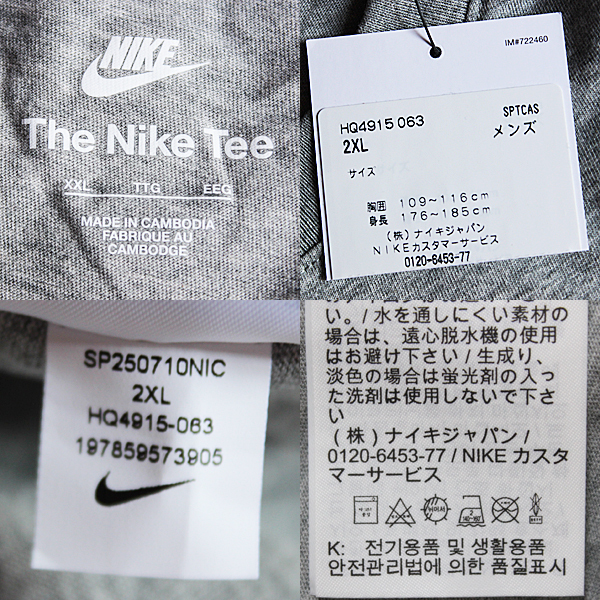 NIKE
The Nike Tee
XXL TTG EEG
MADE IN CAMBODIA
FABRIQUE AU
CAMBODGE
IM#722460
SPTCAS
HQ4915 063
2XL メンズ
サイズ
胸囲 109~116cm
身長 176~185cm
(株)ナイキジャパン
NIKEカスタマーサービス
0120-6453-77
SP250710NIC
2XL
HQ4915-063
197859573905
い。/水を通しにくい素材の
場合は、遠心脱水機の使用
はお避け下さい/生成り、
淡色の場合は蛍光剤の入っ
た洗剤は使用しないで下さ
い
(株)ナイキジャパン/
0120-6453-77/NIKE カスタ
マーサービス
K: 전기용품 및 생활용품
안전관리법에 의한 품질표시